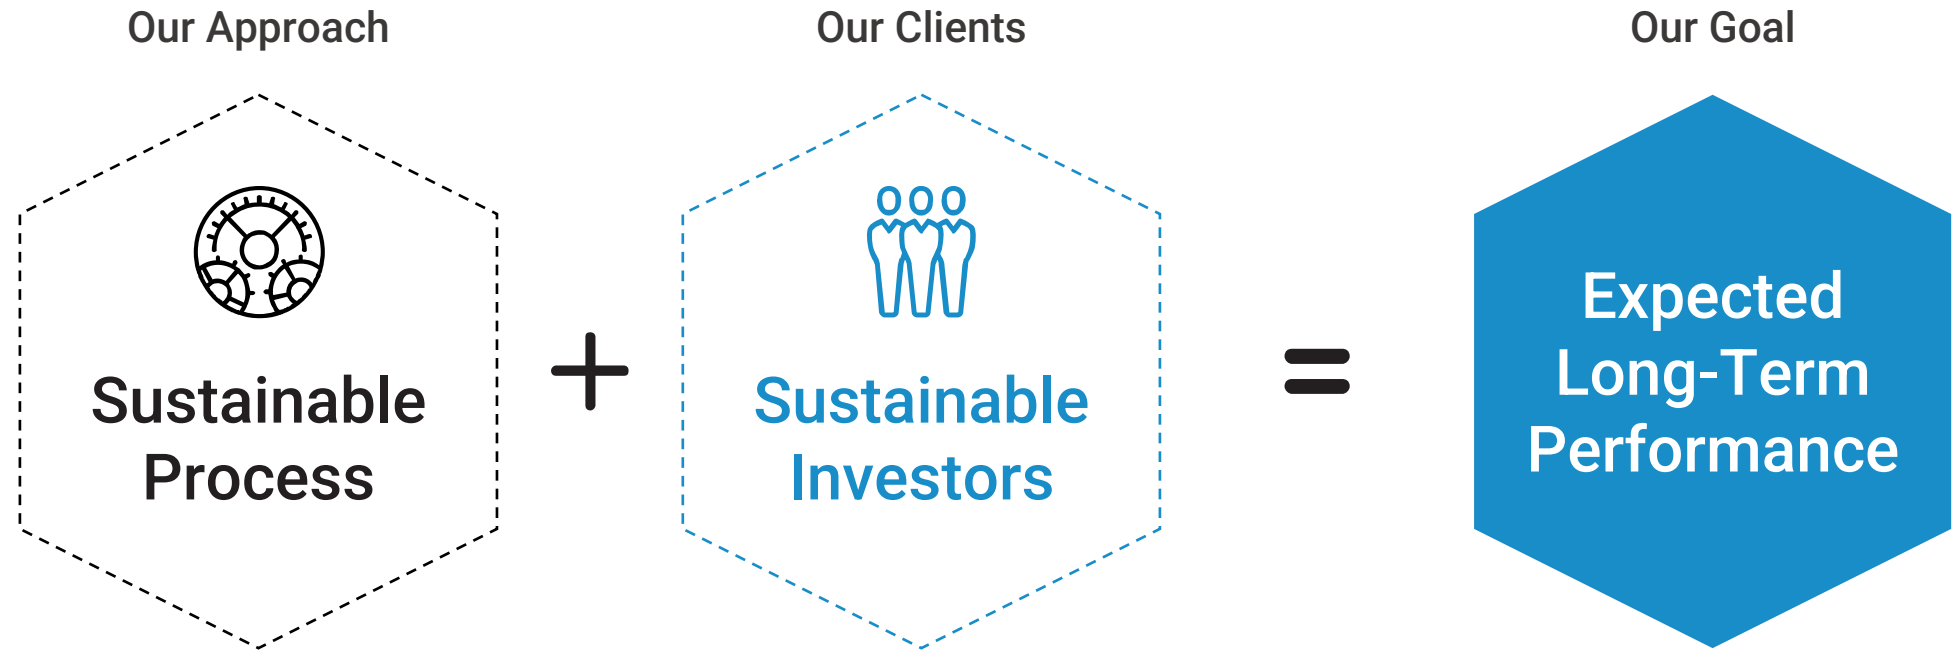 Our Approach
Our Clients
Our Goal
Sustainable
Process
+
Sustainable
Investors
=
Expected
Long-Term
Performance